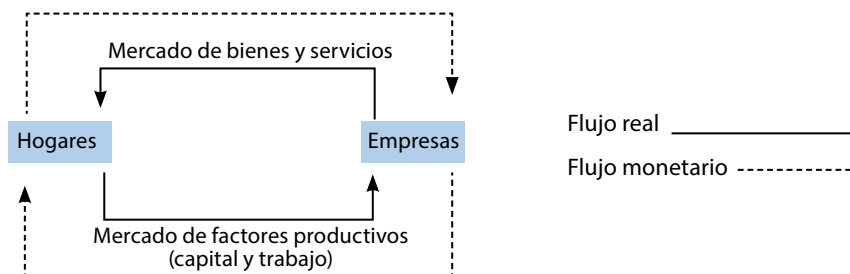 Mercado de bienes y servicios
Hogares
Empresas
Mercado de factores productivos
(capital y trabajo)
Flujo real
Flujo monetario